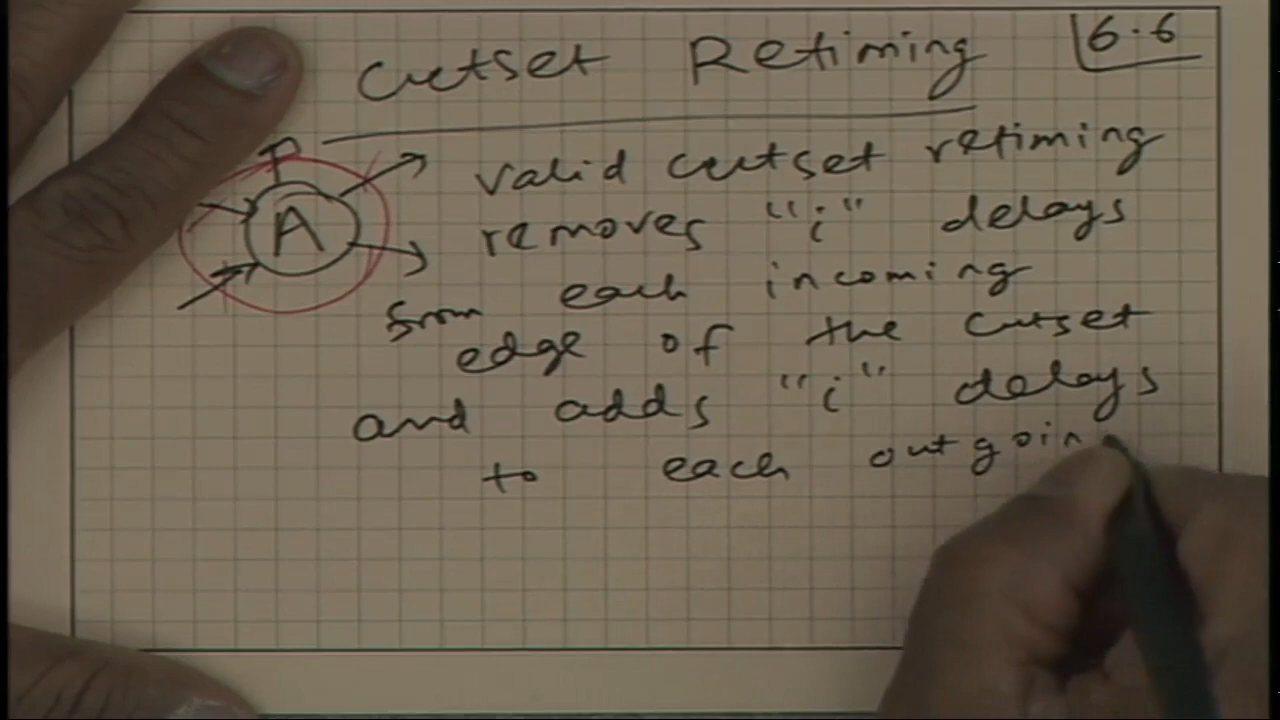 Cutset Retiming 6.6
valid cutset retiming
removes "i" delays
from each incoming
edge of the cutset
and adds "i" delays
to each outgoin
A